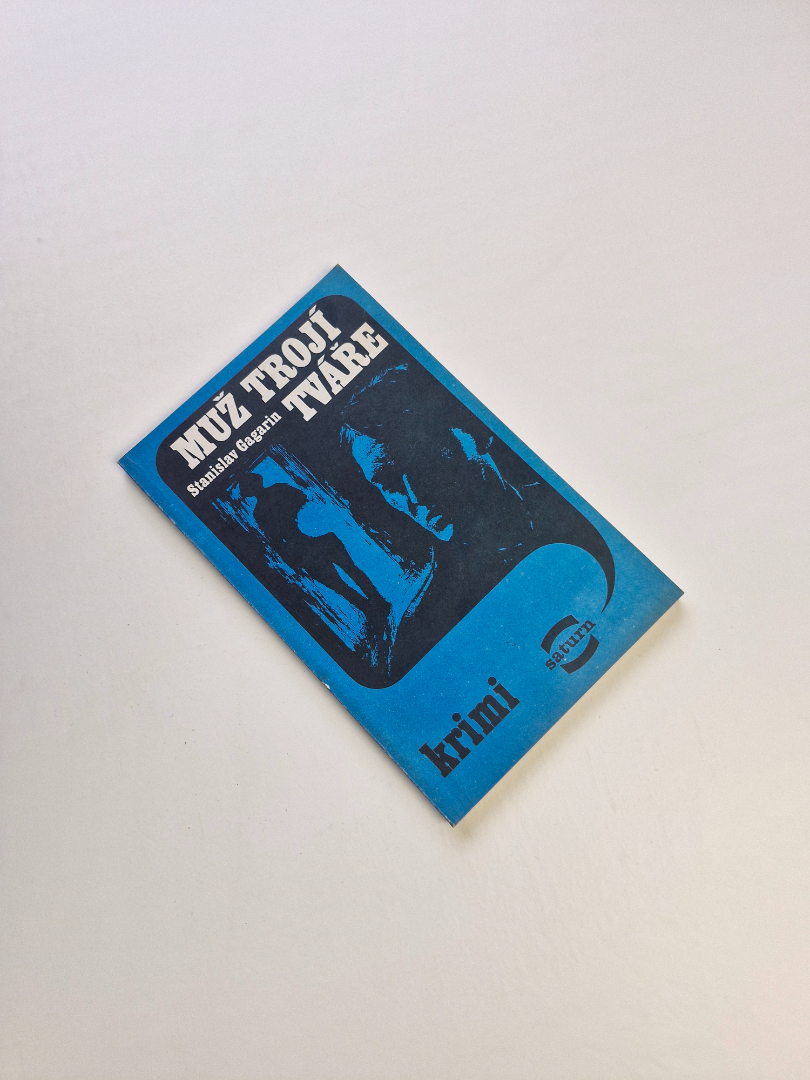 MUŽ TROJÍ
TVÁŘE
Stanislav Gagarin
saturn
krimi